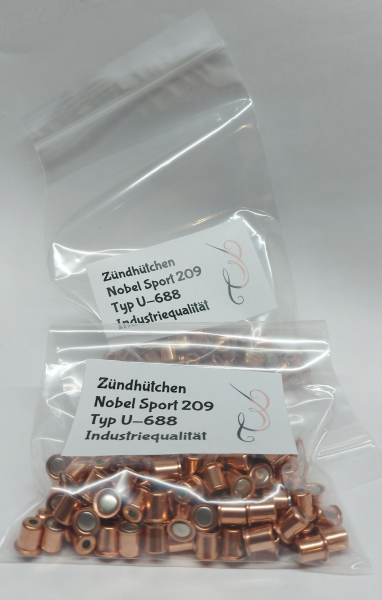 Zündhütchen
Nobel Sport 209
Typ U-688
Industriequalität
Zündhütchen
Nobel Sport 209
Typ U-688
Industriequalität